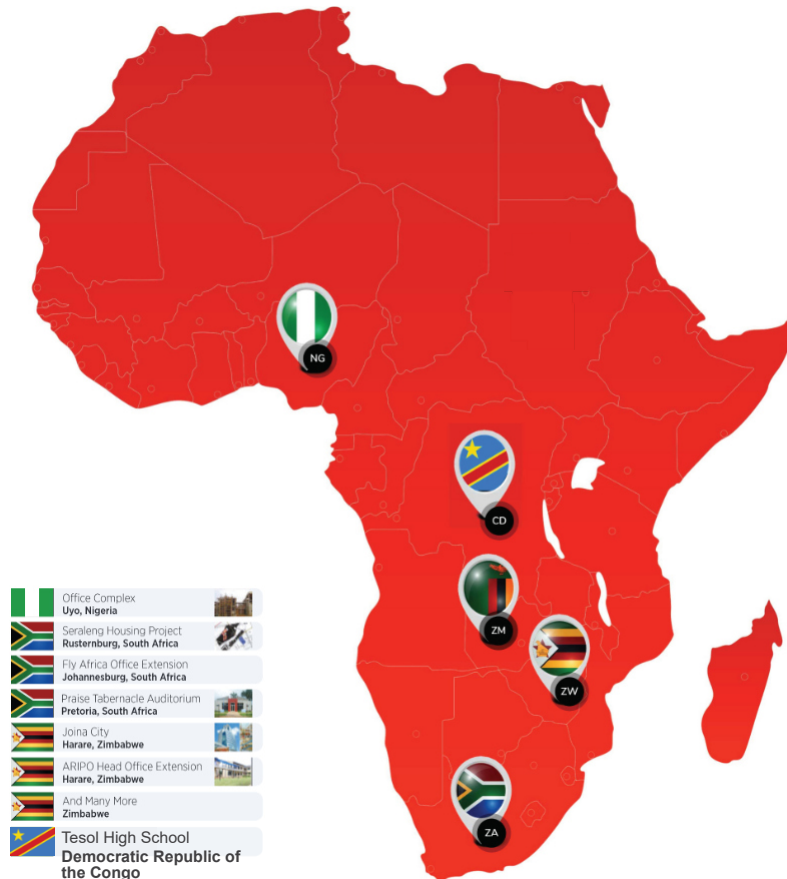 NG
CD
ZM
ZW
ZA
Office Complex
Uyo, Nigeria
Seraleng Housing Project
Rusternburg, South Africa
Fly Africa Office Extension
Johannesburg, South Africa
Praise Tabernacle Auditorium
Pretoria, South Africa
Joina City
Harare, Zimbabwe
ARIPO Head Office Extension
Harare, Zimbabwe
And Many More
Zimbabwe
Tesol High School
Democratic Republic of
the Congo